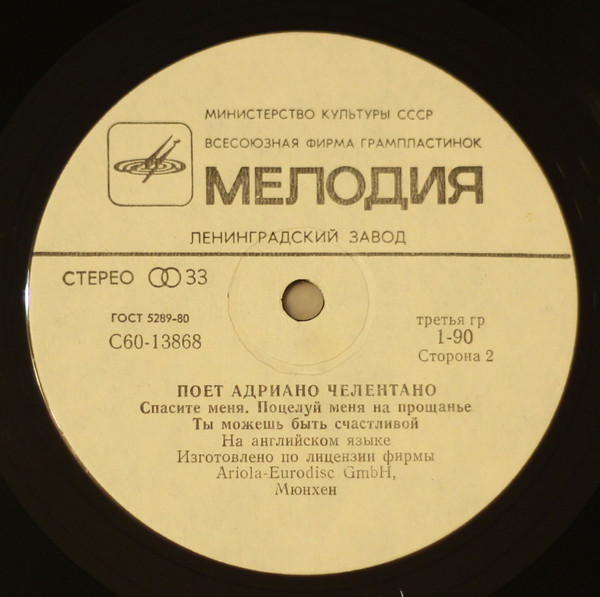 МИНИСТЕРСТВО КУЛЬТУРЫ СССР
ВСЕСОЮЗНАЯ ФИРМА ГРАМПЛАСТИНОК
МЕЛОДИЯ
ЛЕНИНГРАДСКИЙ ЗАВОД
СТЕРЕО 33
ГОСТ 5289-80
С60-13868
третья гр
1-90
Сторона 2
ПОЕТ АДРИАНО ЧЕЛЕНТАНО
Спасите меня. Поцелуй меня на прощанье
Ты можешь быть счастливой
На английском языке
Изготовлено по лицензии фирмы
Ariola-Eurodisc GmbH,
Мюнхен